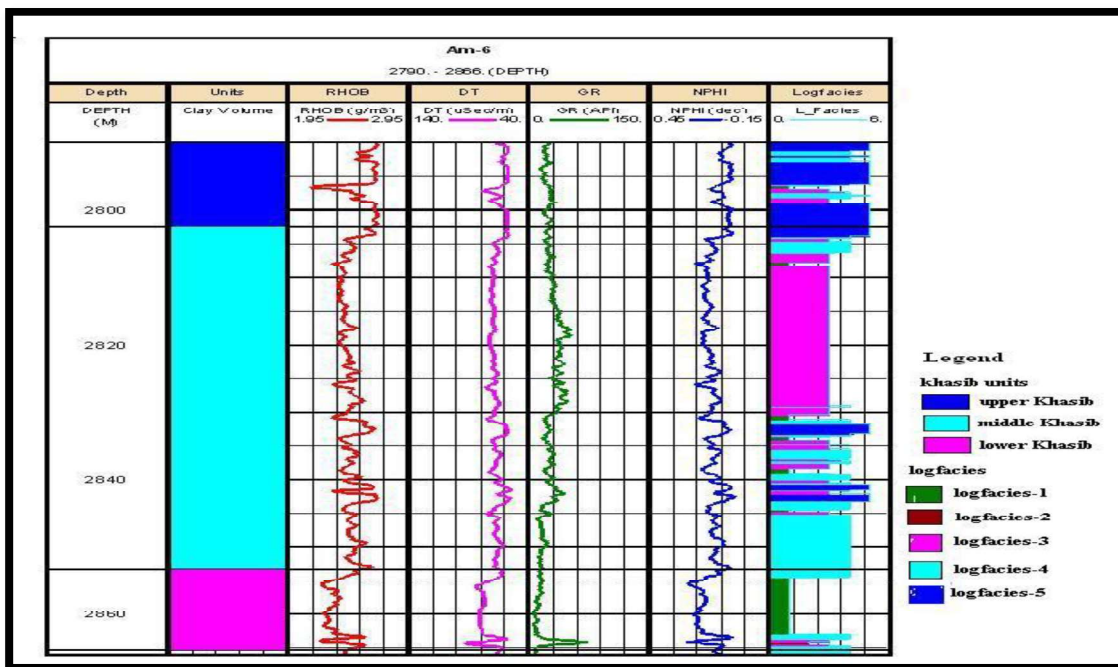 Am-6
2790. - 2866. (DEPTH)
Depth Units RHOB DT GR NPHI Logfacies
DEPTH (M) Clay Volume RHOB (g/m3) 1.95 2.95 DT (uSec/m) 140. 40. GR (API) 0. 150. NPHI (dec) 0.45 -0.15 L_Facies 0. 6.
2800
2820
2840
2860
Legend
khasib units
upper Khasib
middle Khasib
lower Khasib
logfacies
logfacies-1
logfacies-2
logfacies-3
logfacies-4
logfacies-5